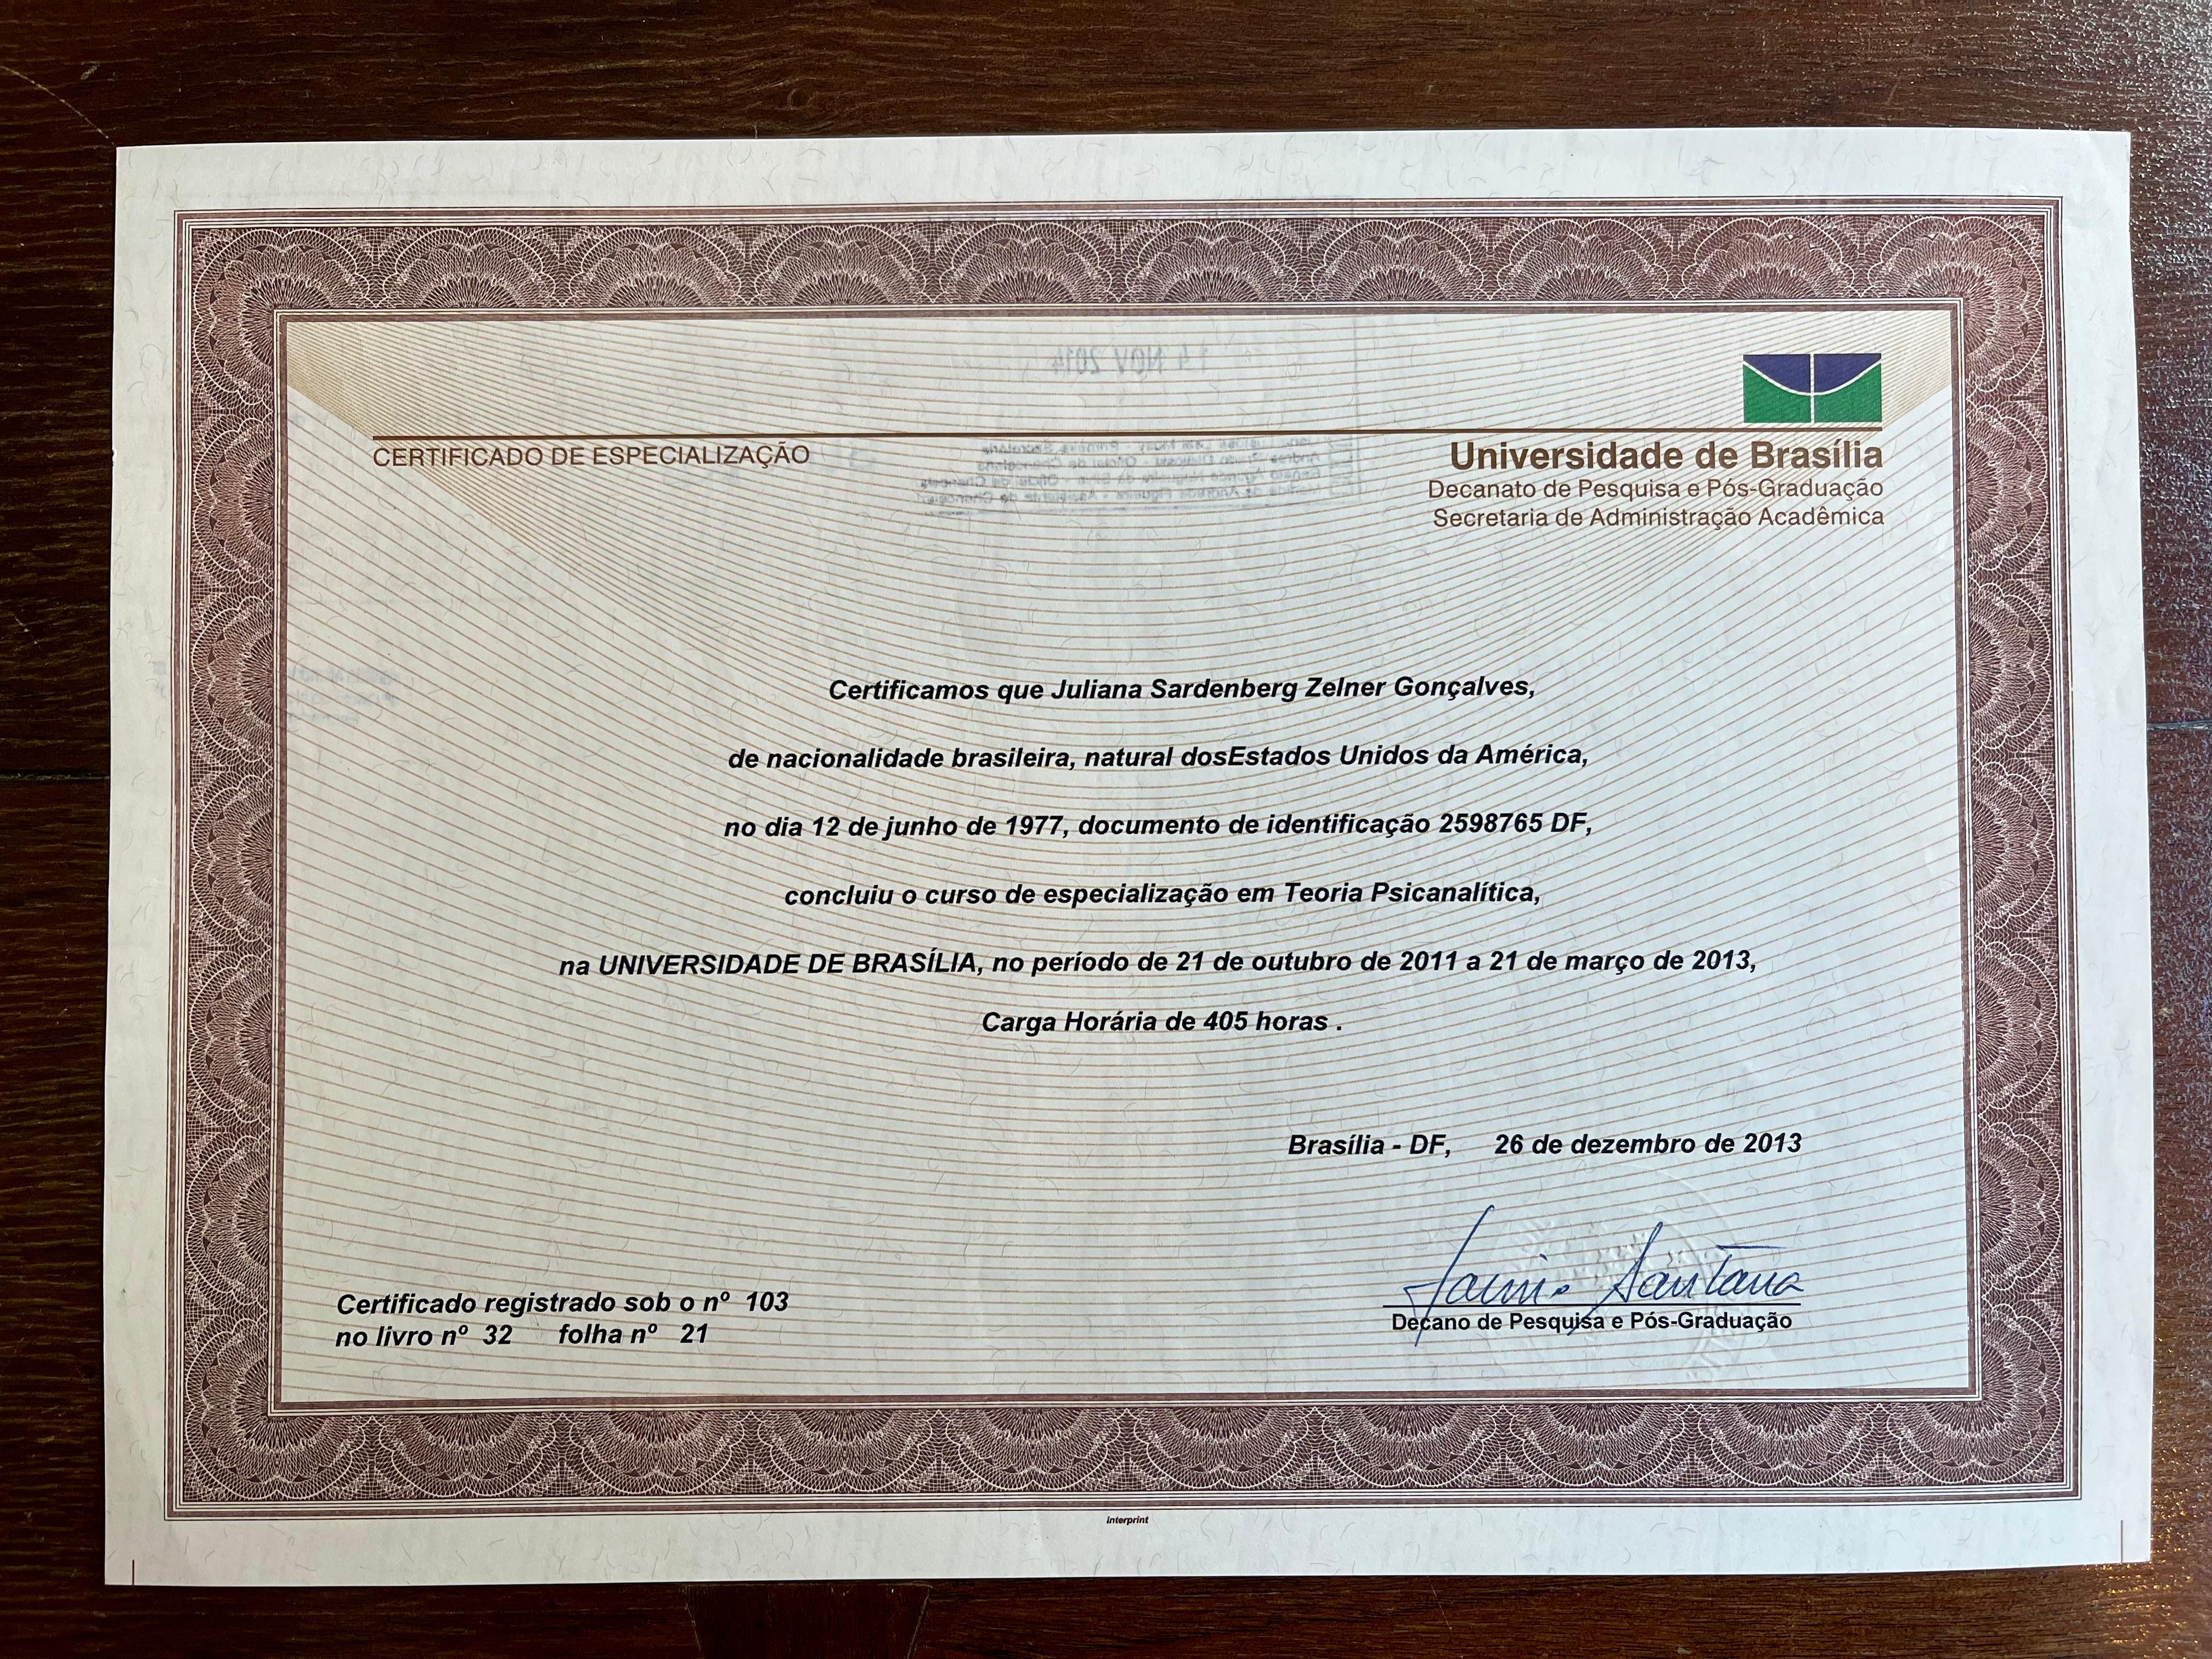 CERTIFICADO DE ESPECIALIZAÇÃO
Universidade de Brasília
Decanato de Pesquisa e Pós-Graduação
Secretaria de Administração Acadêmica
Certificamos que Juliana Sardenberg Zelner Gonçalves,
de nacionalidade brasileira, natural dosEstados Unidos da América,
no dia 12 de junho de 1977, documento de identificação 2598765 DF,
concluiu o curso de especialização em Teoria Psicanalítica,
na UNIVERSIDADE DE BRASÍLIA, no período de 21 de outubro de 2011 a 21 de março de 2013,
Carga Horária de 405 horas .
Brasília - DF, 26 de dezembro de 2013
Jaime Santana
Decano de Pesquisa e Pós-Graduação
Certificado registrado sob o nº 103
no livro nº 32 folha nº 21
interprint